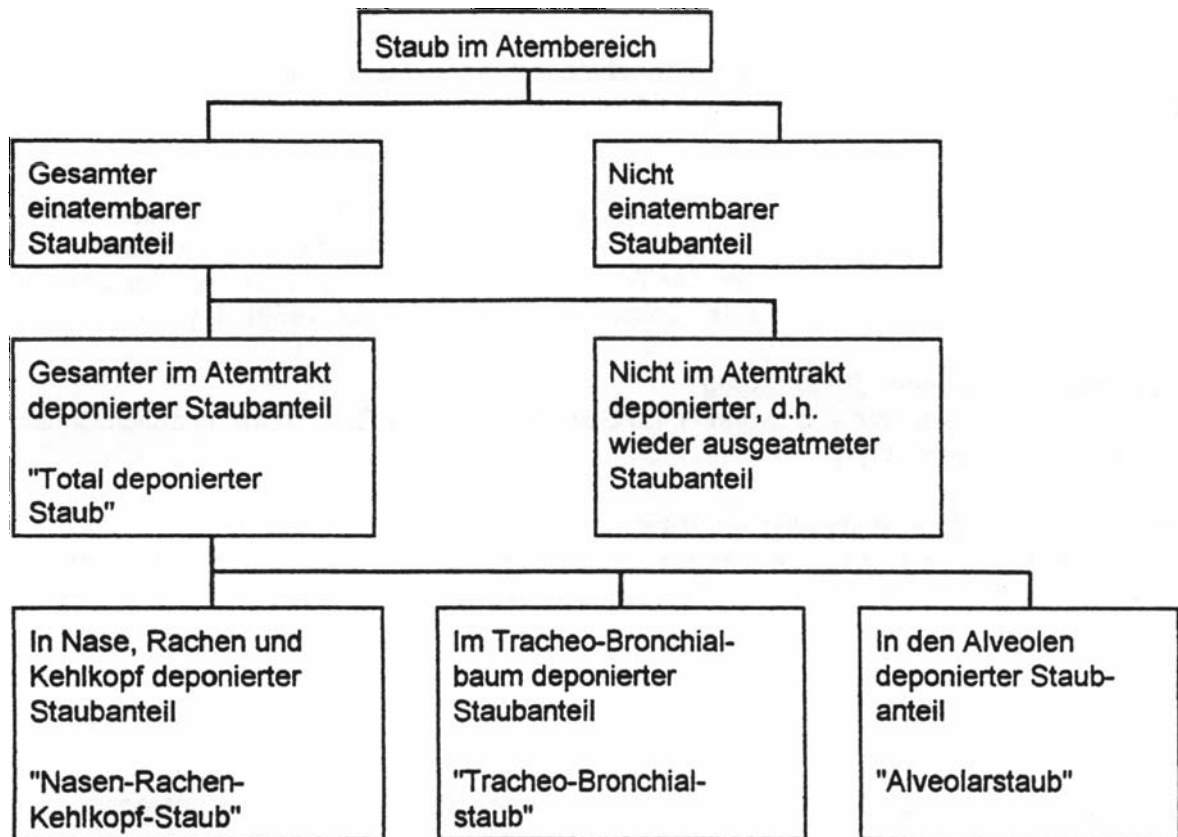 Staub im Atembereich
Gesamter
einatembarer
Staubanteil
Nicht
einatembarer
Staubanteil
Gesamter im Atemtrakt
deponierter Staubanteil
"Total deponierter
Staub"
Nicht im Atemtrakt
deponierter, d.h.
wieder ausgeatmeter
Staubanteil
In Nase, Rachen und
Kehlkopf deponierter
Staubanteil
"Nasen-Rachen-
Kehlkopf-Staub"
Im Tracheo-Bronchial-
baum deponierter
Staubanteil
"Tracheo-Bronchial-
staub"
In den Alveolen
deponierter Staub-
anteil
"Alveolarstaub"